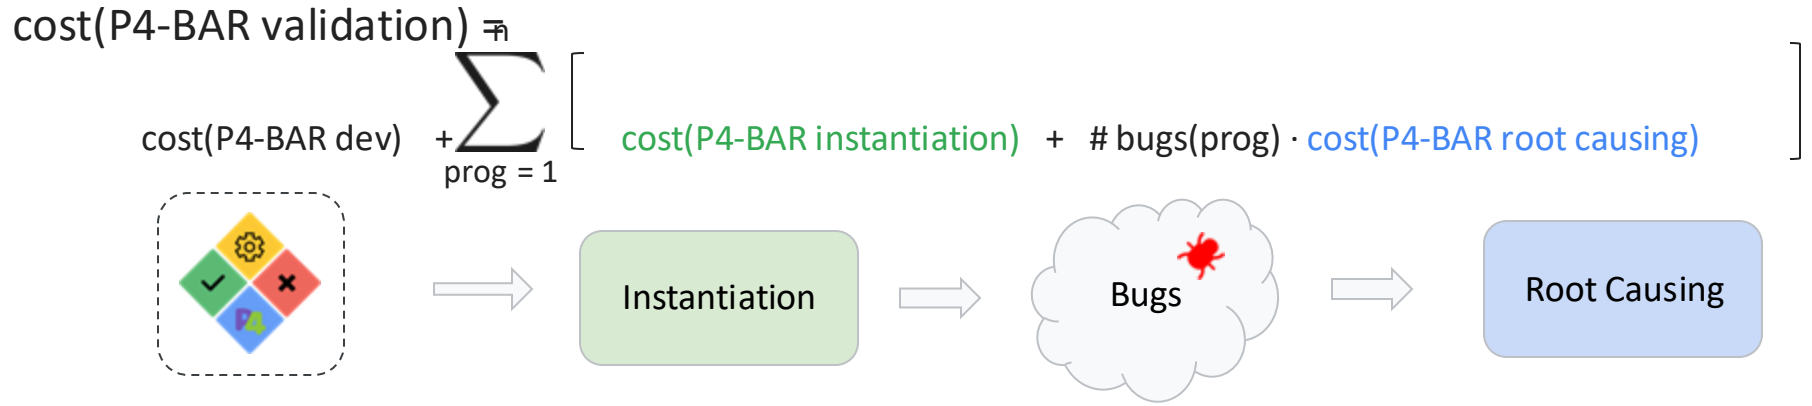 cost(P4-BAR validation) =
n
cost(P4-BAR dev) + ∑ [ cost(P4-BAR instantiation) + # bugs(prog) · cost(P4-BAR root causing) ]
prog = 1
P4
Instantiation
Bugs
Root Causing